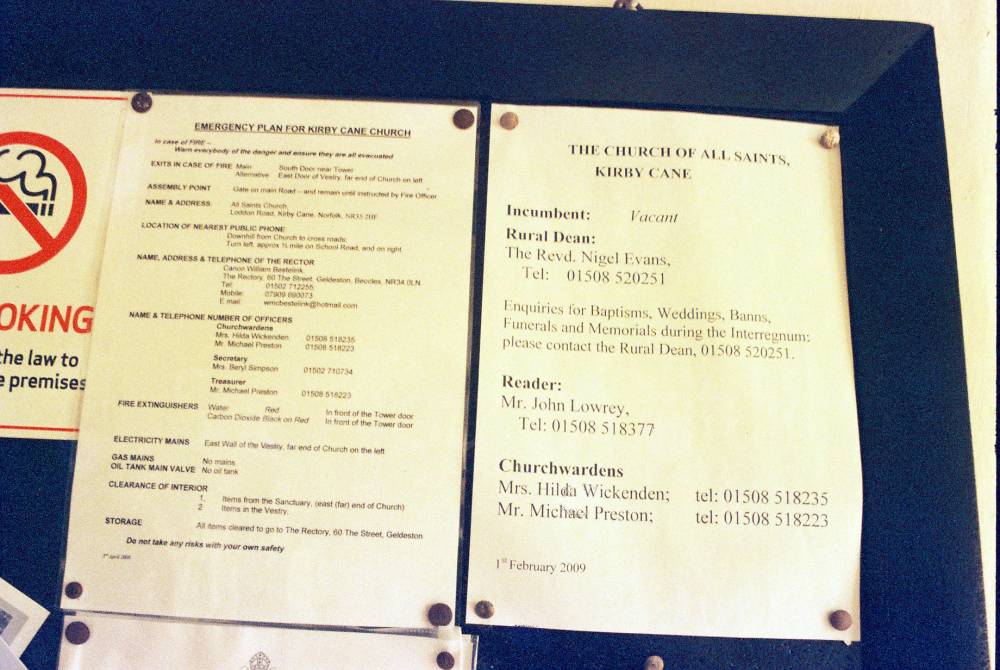 OKING
the law to
e premises
EMERGENCY PLAN FOR KIRBY CANE CHURCH
In case of FIRE –
Warn everybody of the danger and ensure they are all evacuated
EXITS IN CASE OF FIRE Main South Door near Tower
Alternative East Door of Vestry, far end of Church on left
ASSEMBLY POINT Gate on main Road – and remain until instructed by Fire Officer
NAME & ADDRESS: All Saints Church,
Loddon Road, Kirby Cane, Norfolk, NR35 2HF
LOCATION OF NEAREST PUBLIC PHONE
Downhill from Church to cross roads;
Turn left, approx ¼ mile on School Road, and on right.
NAME, ADDRESS & TELEPHONE OF THE RECTOR
Canon William Bestelink,
The Rectory, 60 The Street, Geldeston, Beccles, NR34 0LN
Tel: 01502 712255
Mobile: 07909 690073
E mail: wmcbestelink@hotmail.com
NAME & TELEPHONE NUMBER OF OFFICERS
Churchwardens
Mrs. Hilda Wickenden 01508 518235
Mr. Michael Preston 01508 518223
Secretary
Mrs. Beryl Simpson 01502 710734
Treasurer
Mr. Michael Preston 01508 518223
FIRE EXTINGUISHERS Water Red In front of the Tower door
Carbon Dioxide Black on Red In front of the Tower door
ELECTRICITY MAINS East Wall of the Vestry, far end of Church on the left
GAS MAINS No mains
OIL TANK MAIN VALVE No oil tank
CLEARANCE OF INTERIOR
1. Items from the Sanctuary, (east (far) end of Church)
2 Items in the Vestry.
STORAGE All items cleared to go to The Rectory, 60 The Street, Geldeston
Do not take any risks with your own safety
April 2005
THE CHURCH OF ALL SAINTS,
KIRBY CANE
Incumbent: Vacant
Rural Dean:
The Revd. Nigel Evans,
Tel: 01508 520251
Enquiries for Baptisms, Weddings, Banns,
Funerals and Memorials during the Interregnum:
please contact the Rural Dean, 01508 520251.
Reader:
Mr. John Lowrey,
Tel: 01508 518377
Churchwardens
Mrs. Hilda Wickenden; tel: 01508 518235
Mr. Michael Preston; tel: 01508 518223
1st February 2009